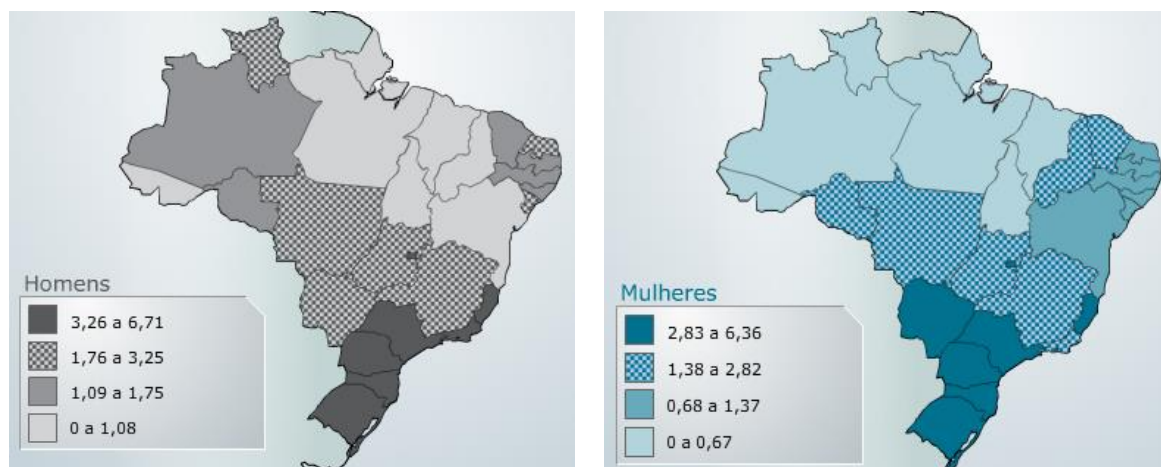 Homens
3,26 a 6,71
1,76 a 3,25
1,09 a 1,75
0 a 1,08
Mulheres
2,83 a 6,36
1,38 a 2,82
0,68 a 1,37
0 a 0,67